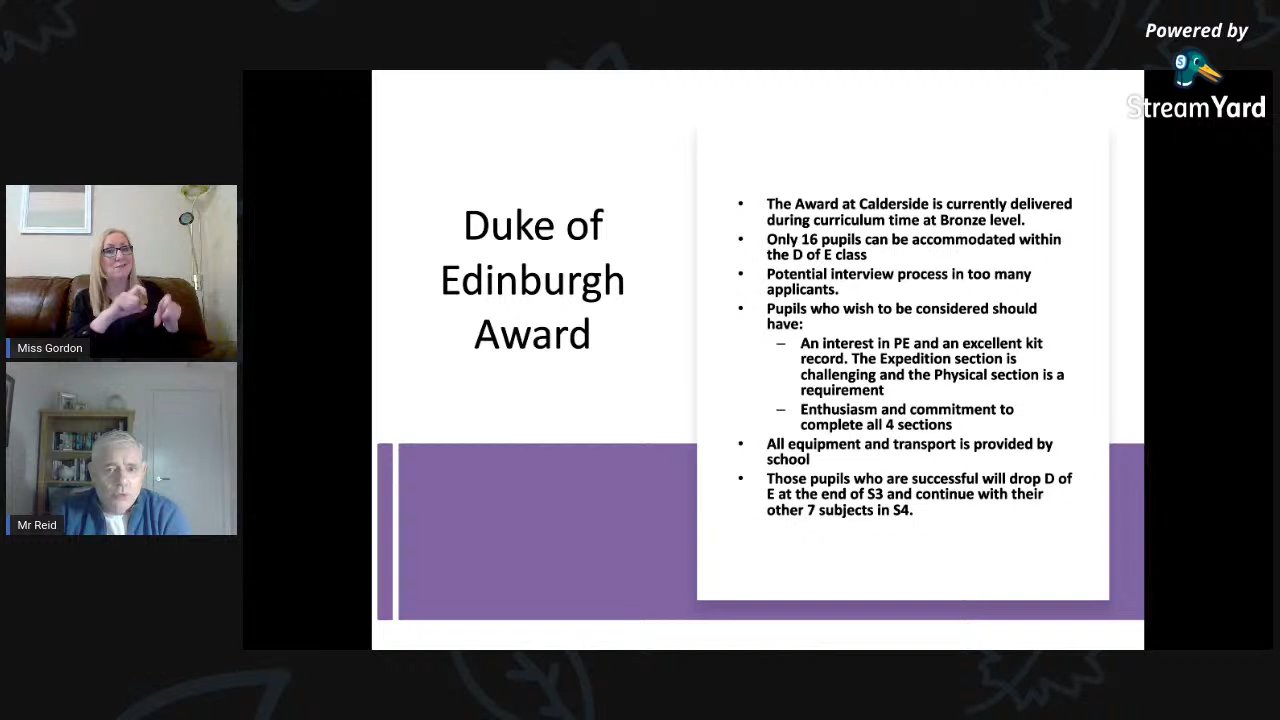 Powered by
StreamYard
Duke of
Edinburgh
Award
• The Award at Calderside is currently delivered
during curriculum time at Bronze level.
• Only 16 pupils can be accommodated within
the D of E class
• Potential interview process in too many
applicants.
• Pupils who wish to be considered should
have:
– An interest in PE and an excellent kit
record. The Expedition section is
challenging and the Physical section is a
requirement
– Enthusiasm and commitment to
complete all 4 sections
• All equipment and transport is provided by
school
• Those pupils who are successful will drop D of
E at the end of S3 and continue with their
other 7 subjects in S4.
Miss Gordon
Mr Reid